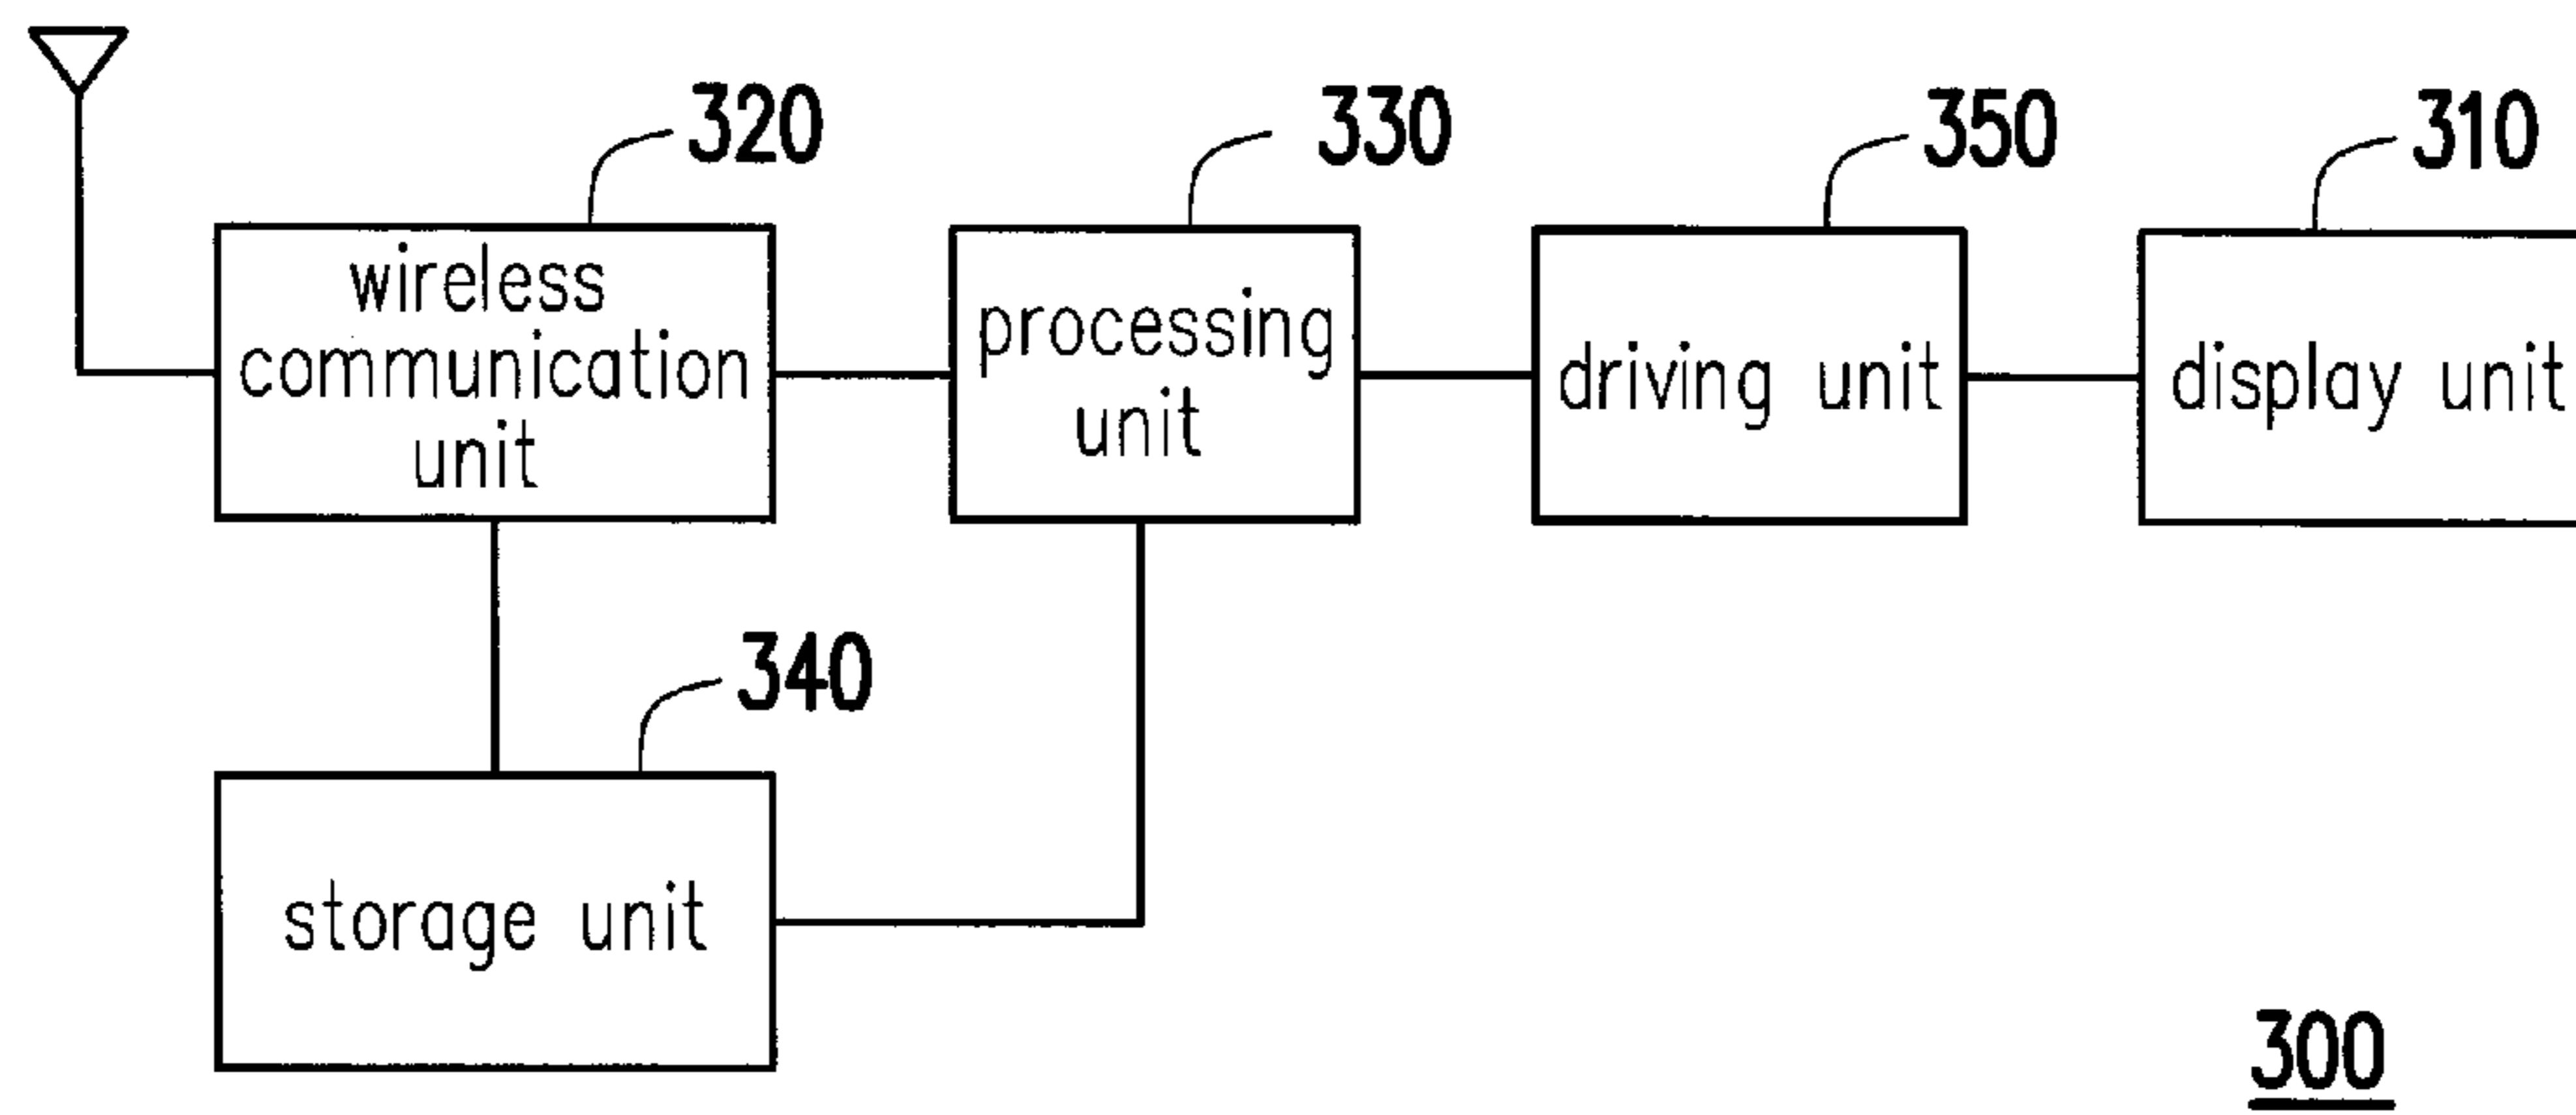 320
330
350
310
wireless
communication
unit
processing
unit
driving unit
display unit
340
storage unit
300